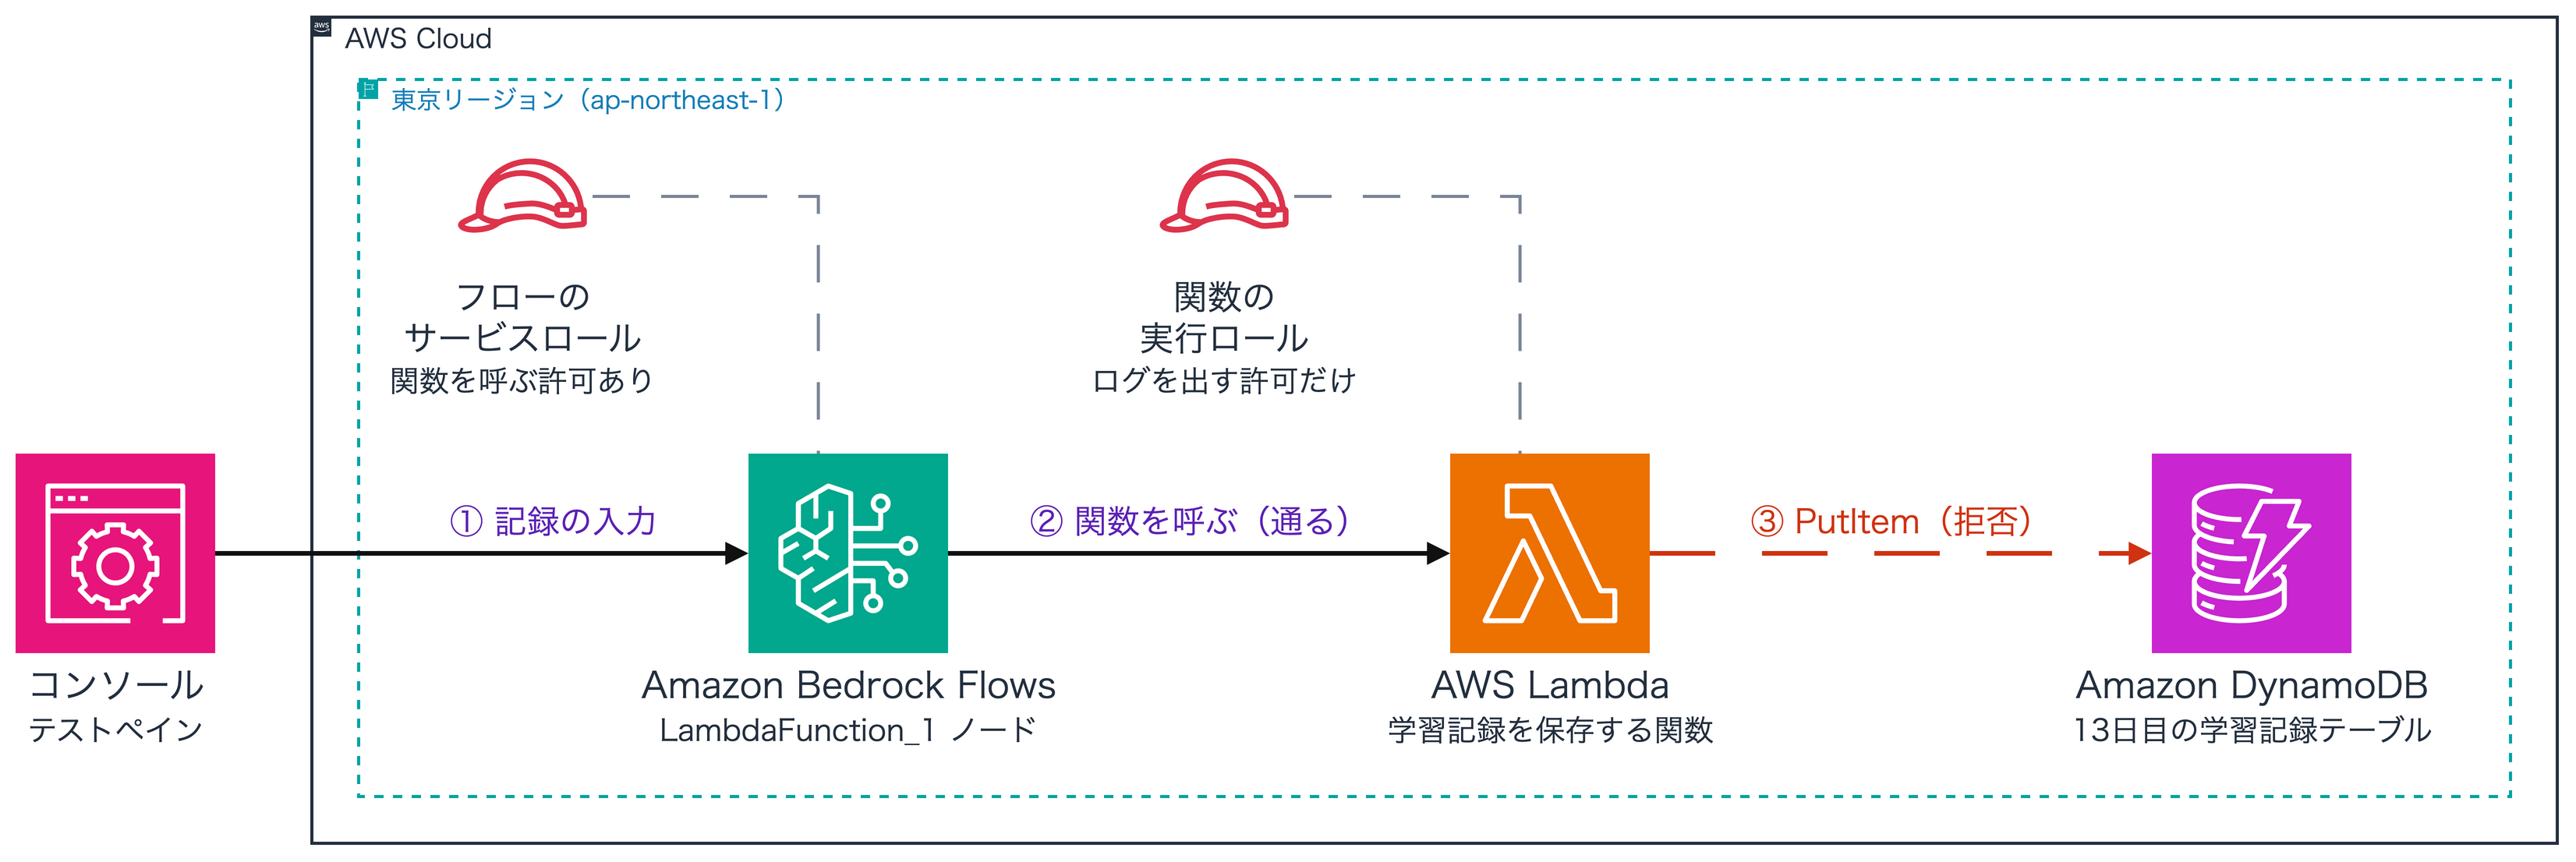 aws
AWS Cloud
東京リージョン（ap-northeast-1）
フローの
サービスロール
関数を呼ぶ許可あり
関数の
実行ロール
ログを出す許可だけ
① 記録の入力
② 関数を呼ぶ（通る）
③ PutItem（拒否）
コンソール
テストペイン
Amazon Bedrock Flows
LambdaFunction_1 ノード
AWS Lambda
学習記録を保存する関数
Amazon DynamoDB
13日目の学習記録テーブル